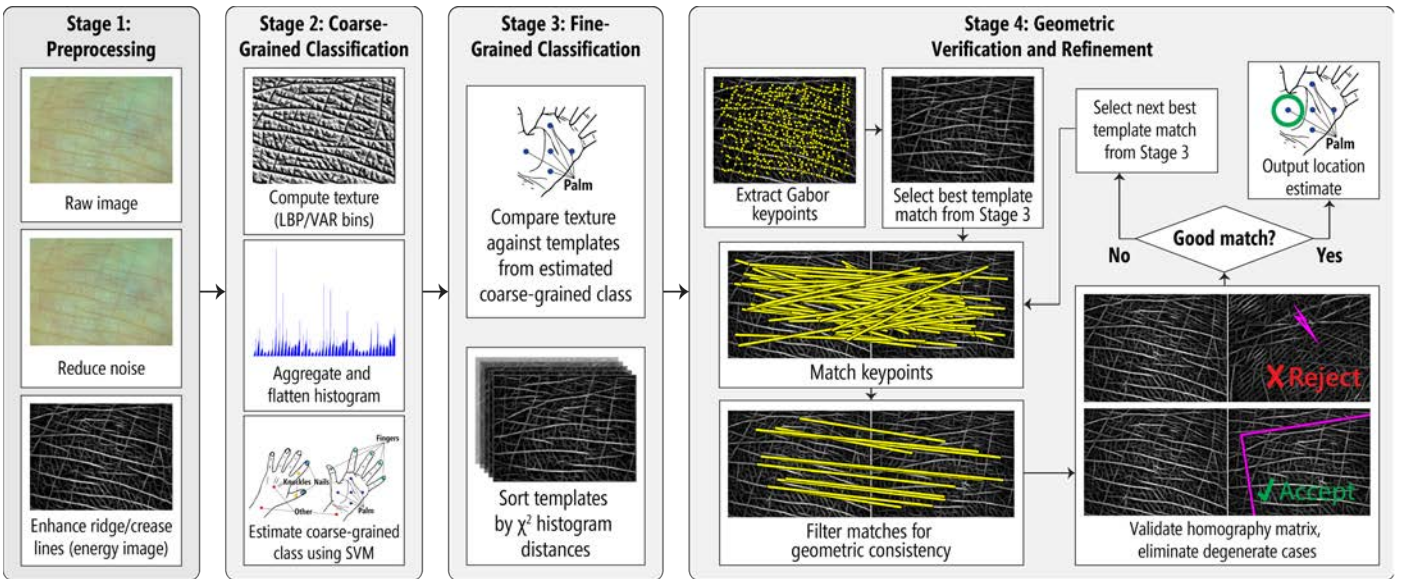 Stage 1:
Preprocessing
Raw image
Reduce noise
Enhance ridge/crease
lines (energy image)
Stage 2: Coarse-
Grained Classification
Compute texture
(LBP/VAR bins)
Aggregate and
flatten histogram
Fingers
Knuckles Nails
Other
Palm
Estimate coarse-grained
class using SVM
Stage 3: Fine-
Grained Classification
Palm
Compare texture
against templates
from estimated
coarse-grained class
Sort templates
by χ² histogram
distances
Stage 4: Geometric
Verification and Refinement
Extract Gabor
keypoints
Select best template
match from Stage 3
Select next best
template match
from Stage 3
Palm
Output location
estimate
Match keypoints
No
Good match?
Yes
Filter matches for
geometric consistency
X Reject
✓ Accept
Validate homography matrix,
eliminate degenerate cases